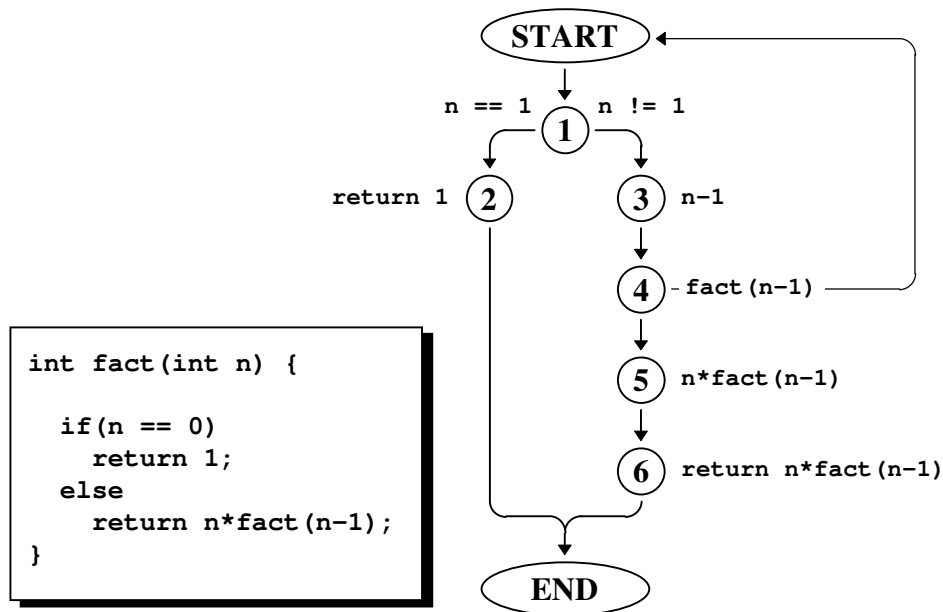 START
n == 1 n != 1
1
return 1 2 3 n-1
4 fact(n-1)
5 n*fact(n-1)
6 return n*fact(n-1)
END
int fact(int n) {
if(n == 0)
return 1;
else
return n*fact(n-1);
}